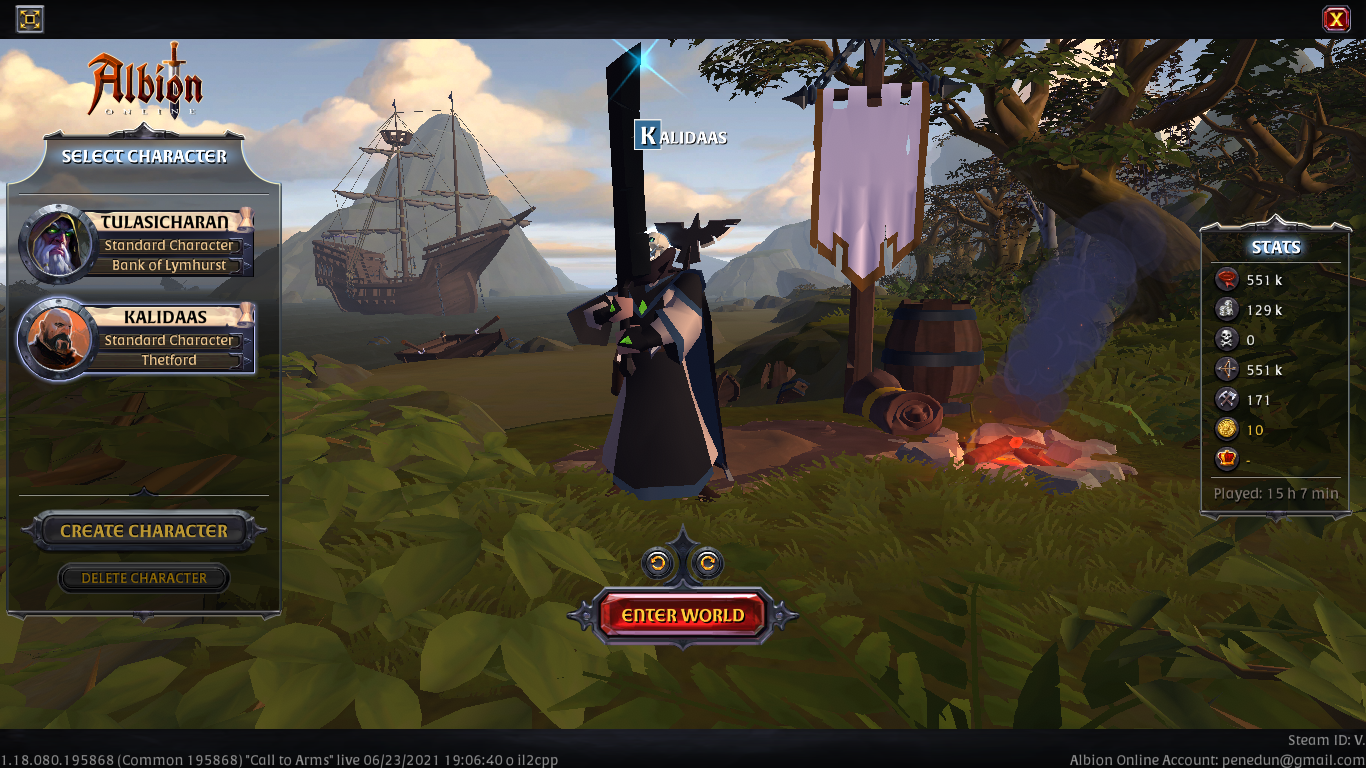 X
Albion
ONLINE
SELECT CHARACTER
TULASICHARAN
Standard Character
Bank of Lymhurst
KALIDAAS
Standard Character
Thetford
CREATE CHARACTER
DELETE CHARACTER
KALIDAAS
ENTER WORLD
STATS
551 k
129 k
0
551 k
171
10
-
Played: 15 h 7 min
Steam ID: V.
1.18.080.195868 (Common 195868) "Call to Arms" live 06/23/2021 19:06:40 o il2cpp
Albion Online Account: penedun@gmail.com